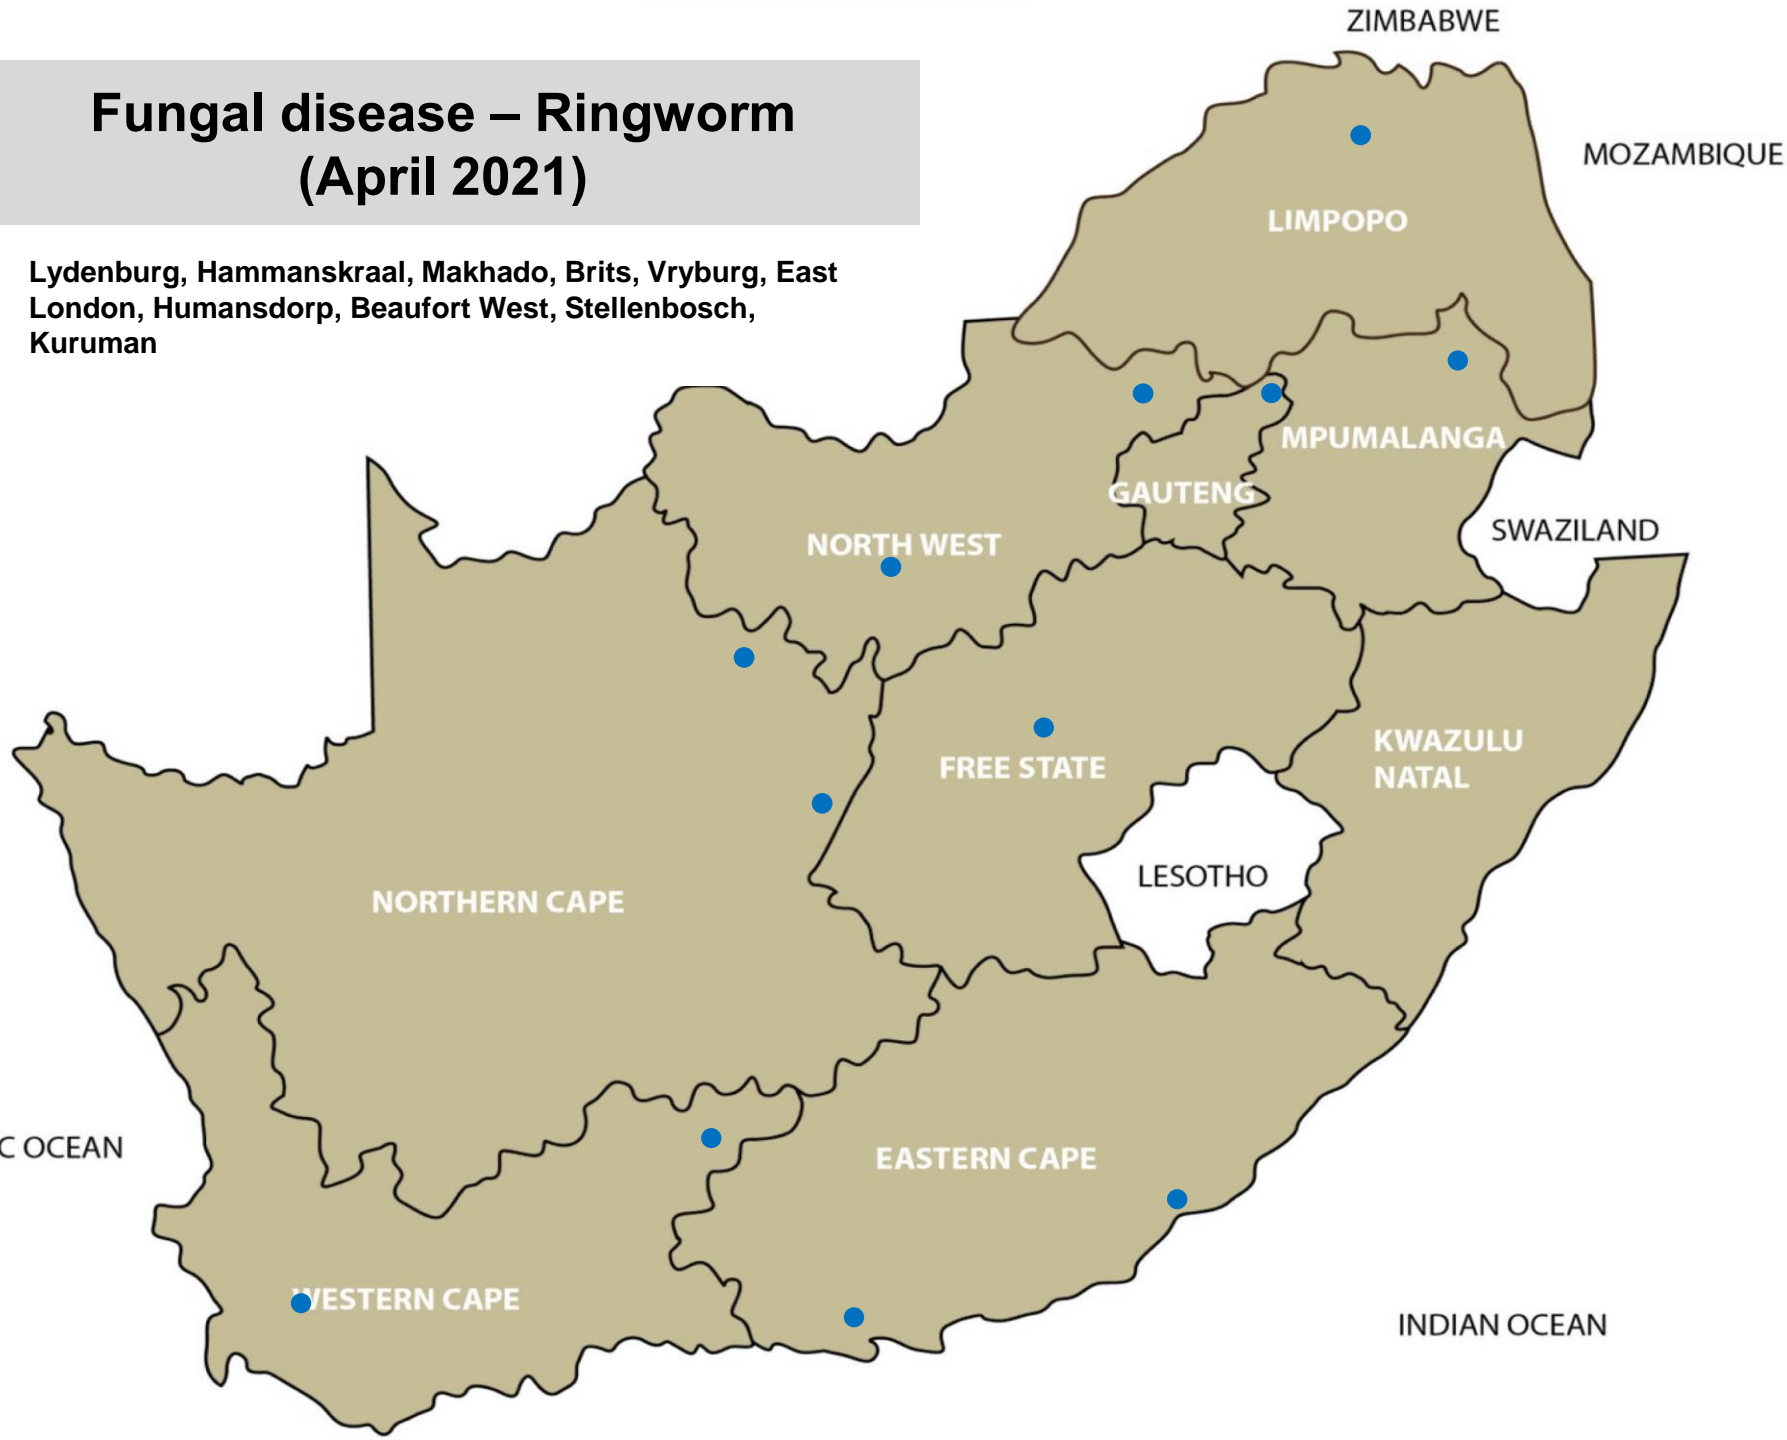 ZIMBABWE
Fungal disease – Ringworm
(April 2021)
MOZAMBIQUE
LIMPOPO
Lydenburg, Hammanskraal, Makhado, Brits, Vryburg, East
London, Humansdorp, Beaufort West, Stellenbosch,
Kuruman
MPUMALANGA
GAUTENG
SWAZILAND
NORTH WEST
KWAZULU
NATAL
FREE STATE
LESOTHO
NORTHERN CAPE
C OCEAN
EASTERN CAPE
WESTERN CAPE
INDIAN OCEAN